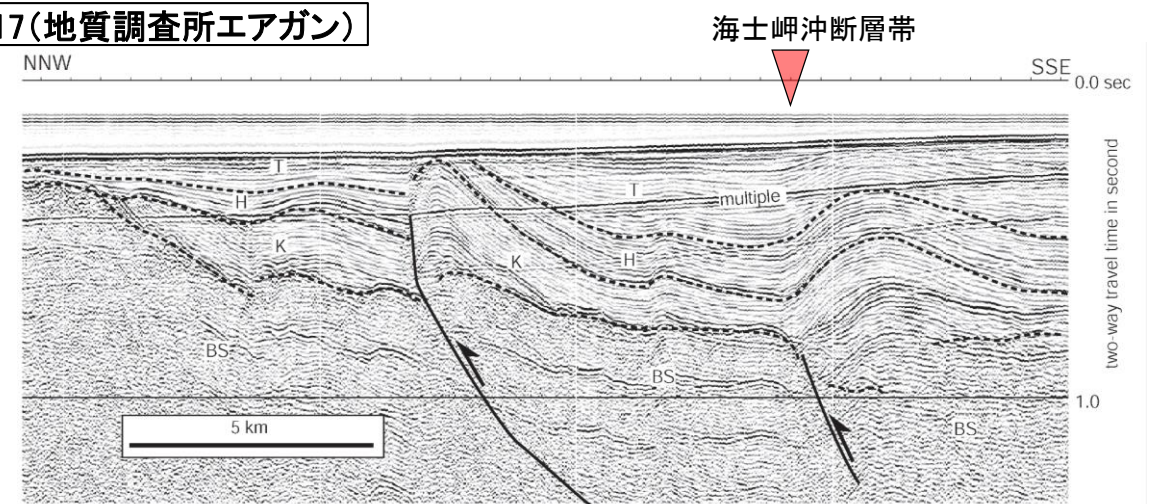 17(地質調査所エアガン)
海士岬沖断層帯
NNW
SSE
0.0 sec
T
H
K
T
multiple
H
K
BS
BS
BS
1.0
5 km
two-way travel time in second